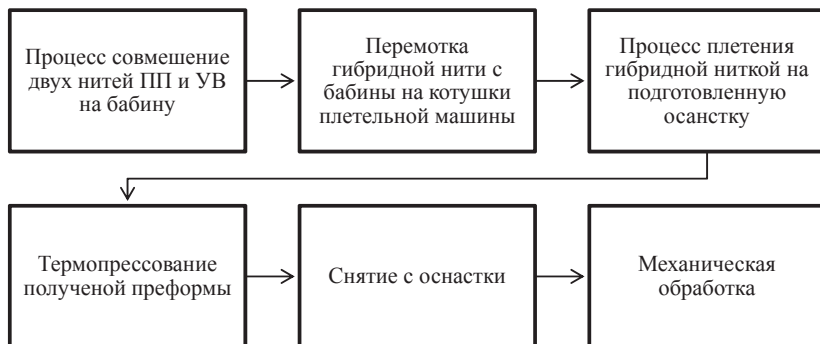 Процесс совмешение
двух нитей ПП и УВ
на бабину
Перемотка
гибридной нити с
бабины на котушки
плетельной машины
Процесс плетения
гибридной ниткой на
подготовленную
осанстку
Термопрессование
полученой преформы
Снятие с оснастки
Механическая
обработка